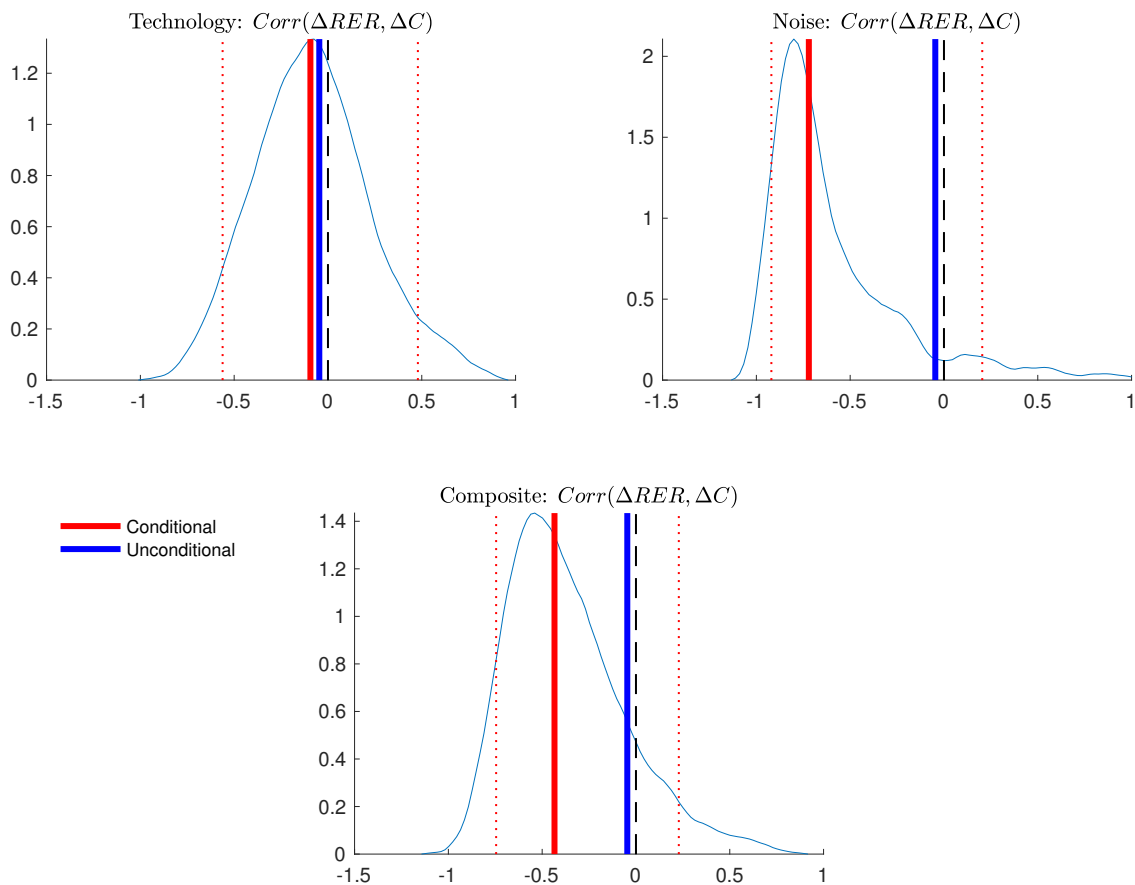 Technology: Corr(ΔRER, ΔC)
1.2
1
0.8
0.6
0.4
0.2
0
-1.5 -1 -0.5 0 0.5 1
Noise: Corr(ΔRER, ΔC)
2
1.5
1
0.5
0
-1.5 -1 -0.5 0 0.5 1
Conditional
Unconditional
Composite: Corr(ΔRER, ΔC)
1.4
1.2
1
0.8
0.6
0.4
0.2
0
-1.5 -1 -0.5 0 0.5 1